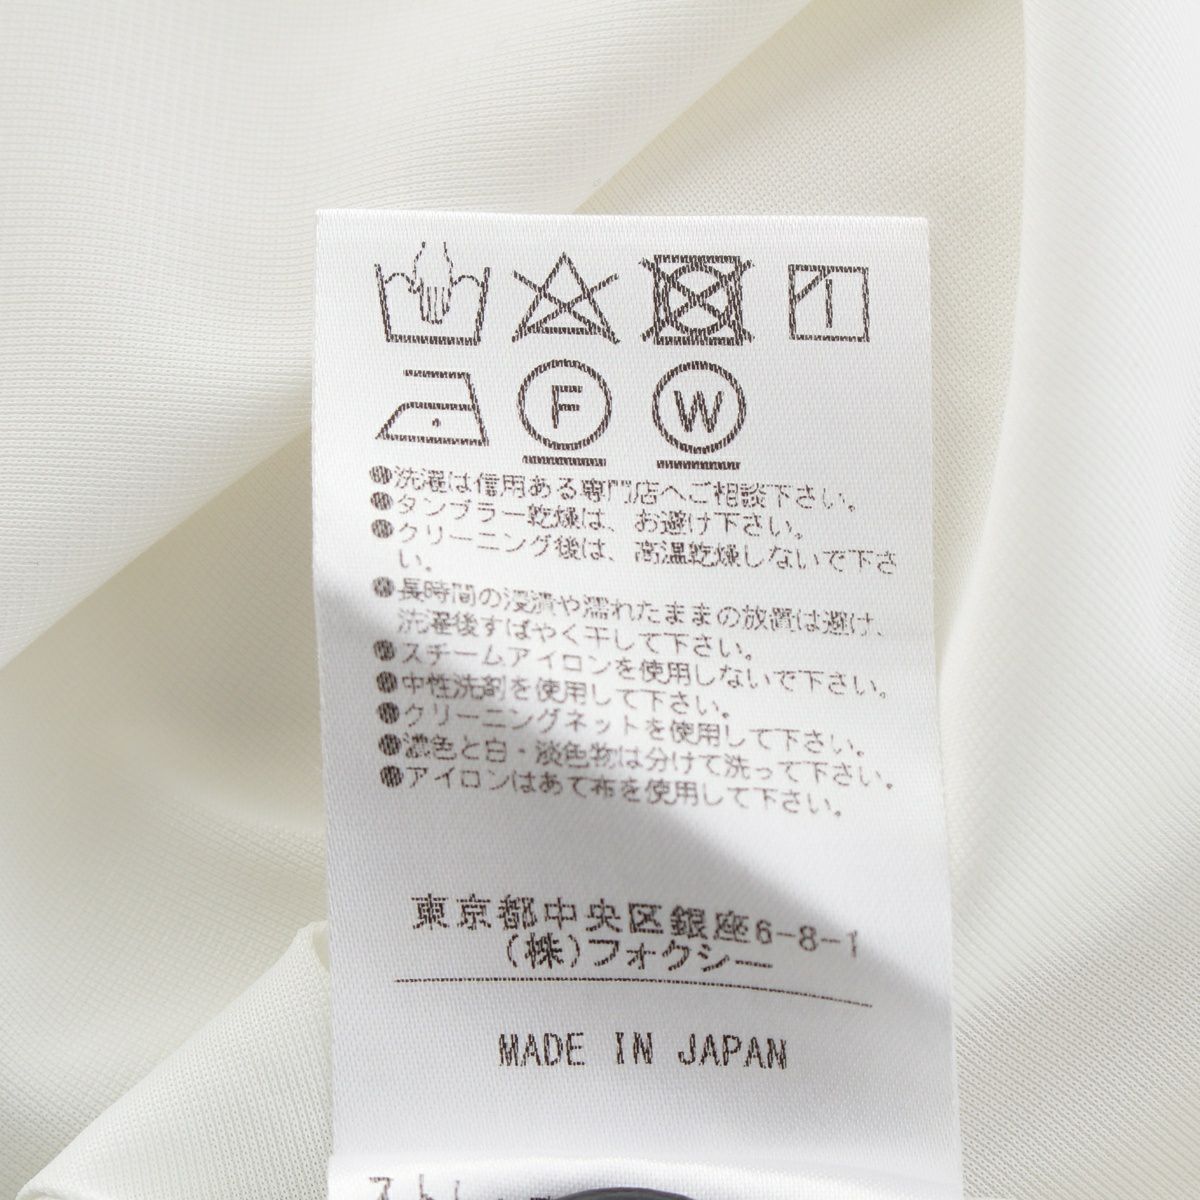 F W
●洗濯は信用ある専門店へご相談下さい。
●タンブラー乾燥は、お避け下さい。
●クリーニング後は、高温乾燥しないで下さ
い。
●長時間の浸漬や濡れたままの放置は避け、
洗濯後すばやく干して下さい。
●スチームアイロンを使用しないで下さい。
●中性洗剤を使用して下さい。
●クリーニングネットを使用して下さい。
●濃色と白・淡色物は分けて洗って下さい。
●アイロンはあて布を使用して下さい。
東京都中央区銀座6-8-1
(株)フォクシー
MADE IN JAPAN